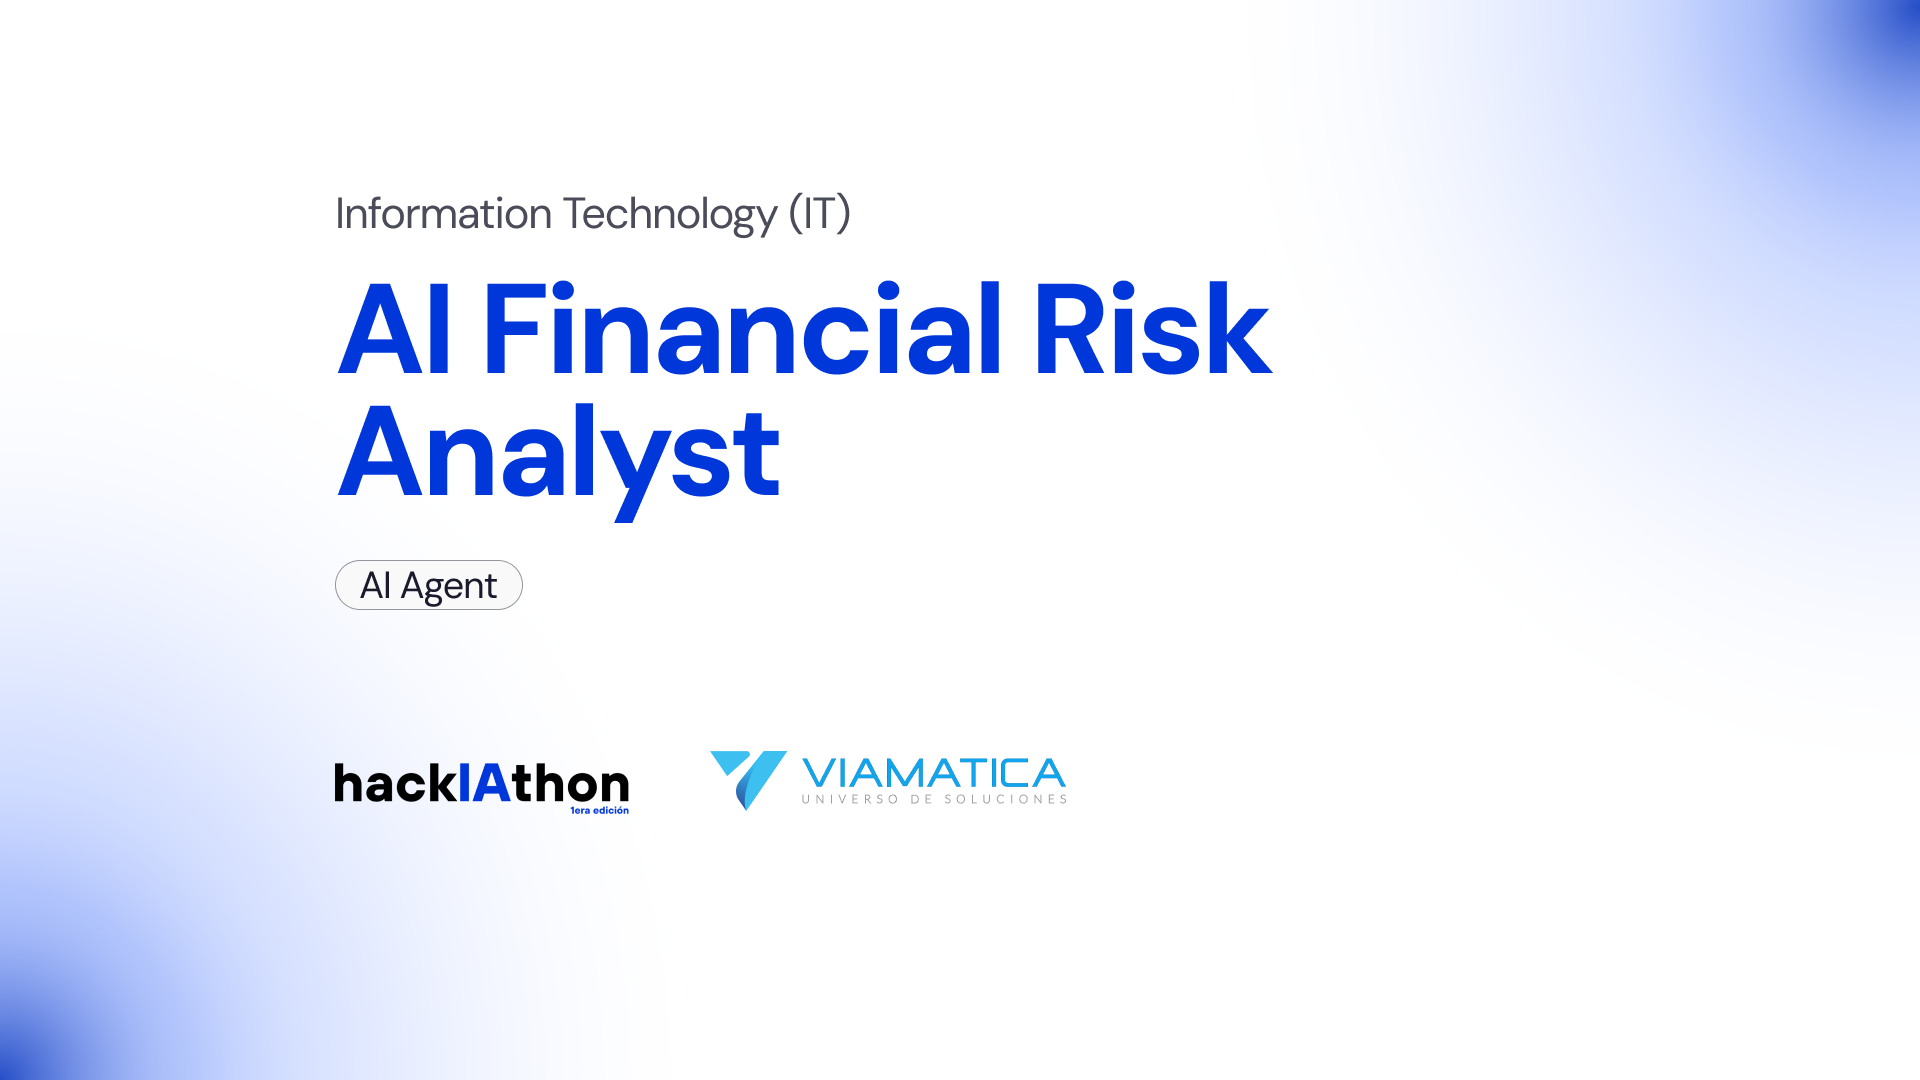 Information Technology (IT)
AI Financial Risk
Analyst
AI Agent
hackIAthon
1era edición
VIAMATICA
UNIVERSO DE SOLUCIONES